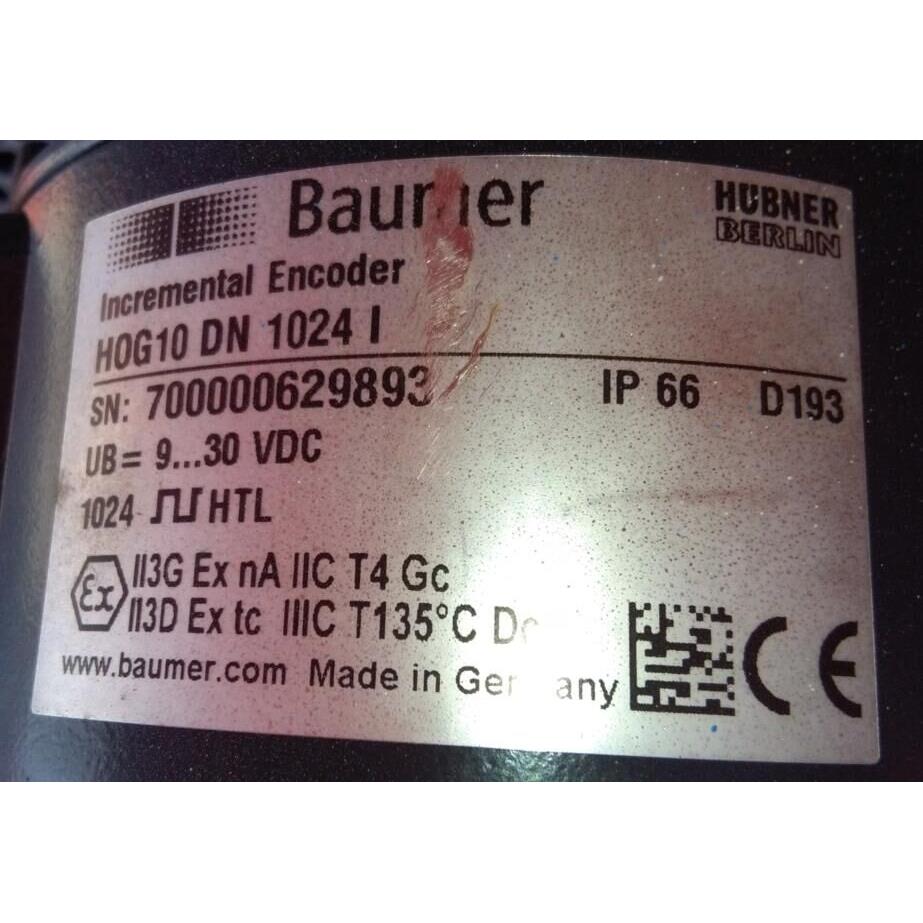 Baumer
HÜBNER
BERLIN
Incremental Encoder
HOG10 DN 1024 I
SN: 700000629893 IP 66 D193
UB= 9...30 VDC
1024 HTL
Ex II3G Ex nA IIC T4 Gc
II3D Ex tc IIIC T135°C Dc
www.baumer.com Made in Germany
CE